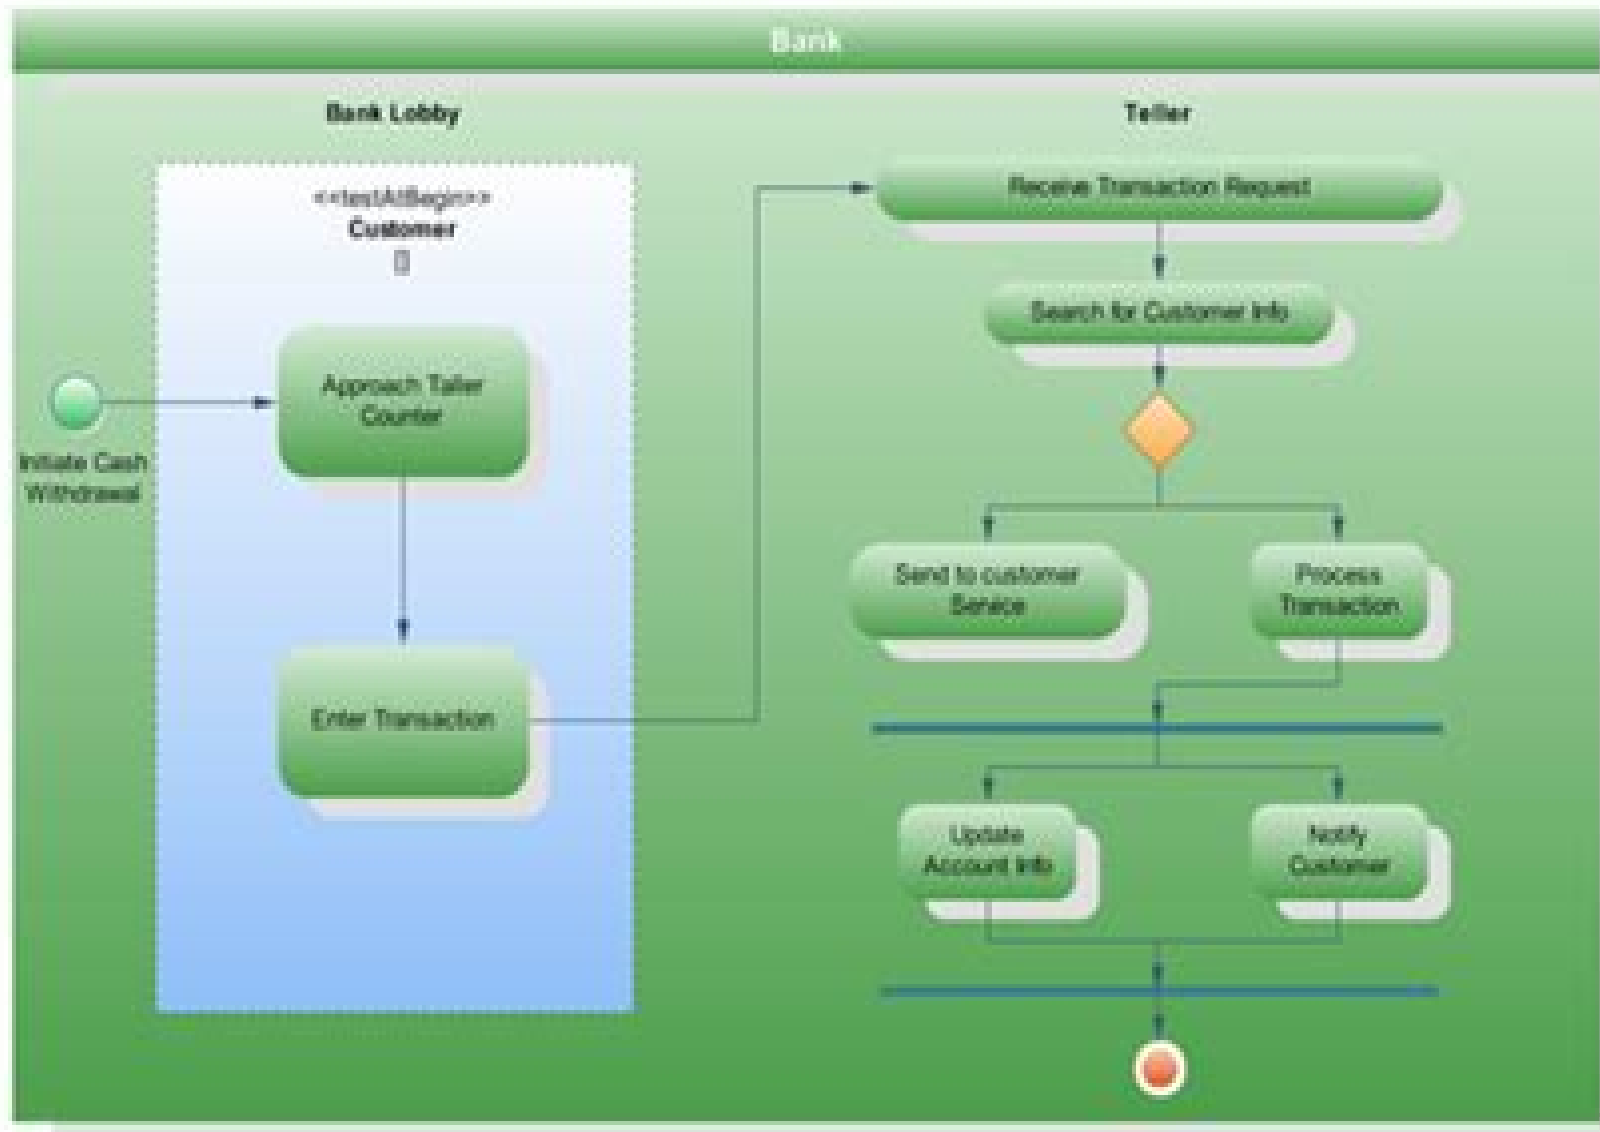 Bank
Bank Lobby
Teller
<<testAtBegin>>
Customer
[]
Initiate Cash
Withdrawal
Approach Taller
Counter
Enter Transaction
Receive Transaction Request
Search for Customer Info
Send to customer
Service
Process
Transaction
Update
Account Info
Notify
Customer